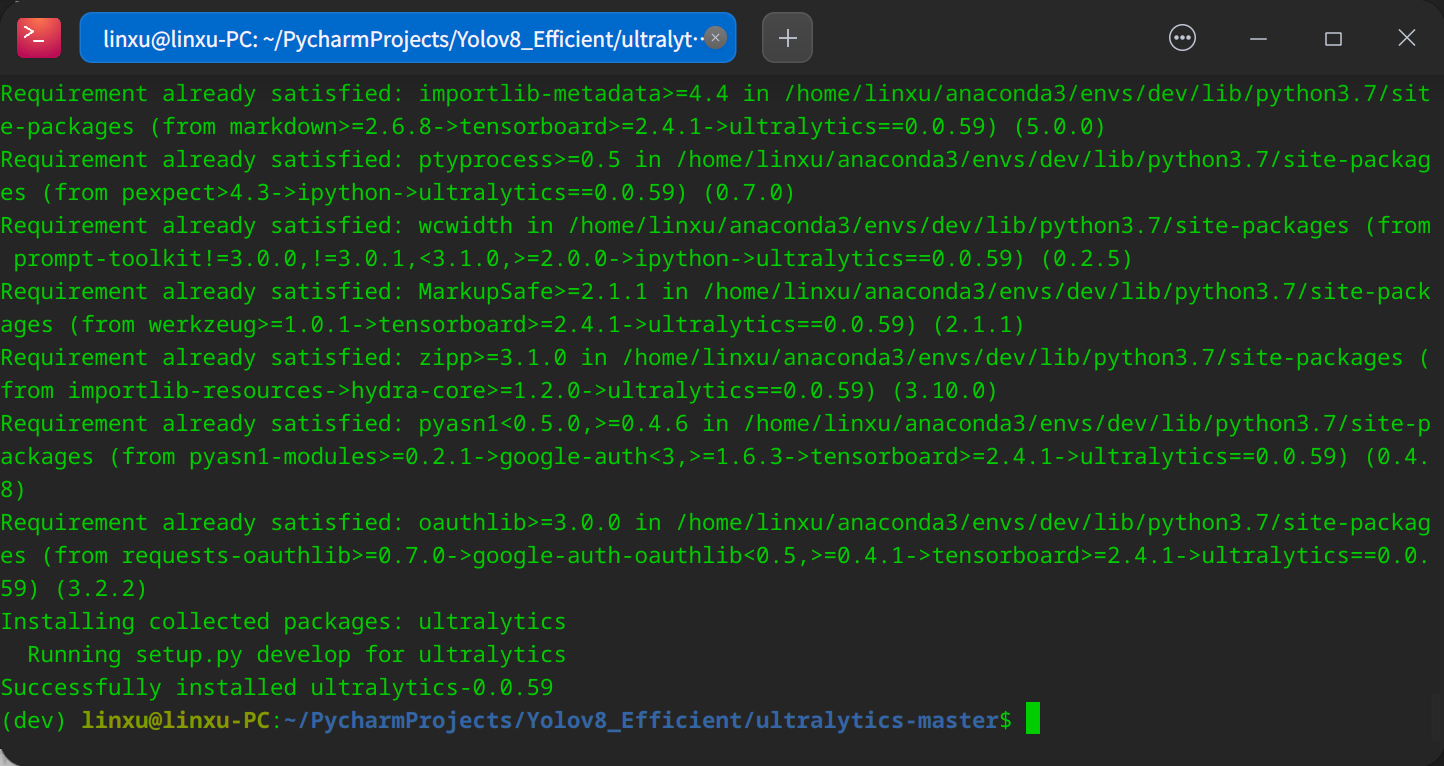 >_
linxu@linxu-PC: ~/PycharmProjects/Yolov8_Efficient/ultralyt···
Requirement already satisfied: importlib-metadata>=4.4 in /home/linxu/anaconda3/envs/dev/lib/python3.7/sit
e-packages (from markdown>=2.6.8->tensorboard>=2.4.1->ultralytics==0.0.59) (5.0.0)
Requirement already satisfied: ptyprocess>=0.5 in /home/linxu/anaconda3/envs/dev/lib/python3.7/site-packag
es (from pexpect>4.3->ipython->ultralytics==0.0.59) (0.7.0)
Requirement already satisfied: wcwidth in /home/linxu/anaconda3/envs/dev/lib/python3.7/site-packages (from
 prompt-toolkit!=3.0.0,!=3.0.1,<3.1.0,>=2.0.0->ipython->ultralytics==0.0.59) (0.2.5)
Requirement already satisfied: MarkupSafe>=2.1.1 in /home/linxu/anaconda3/envs/dev/lib/python3.7/site-pack
ages (from werkzeug>=1.0.1->tensorboard>=2.4.1->ultralytics==0.0.59) (2.1.1)
Requirement already satisfied: zipp>=3.1.0 in /home/linxu/anaconda3/envs/dev/lib/python3.7/site-packages (
from importlib-resources->hydra-core>=1.2.0->ultralytics==0.0.59) (3.10.0)
Requirement already satisfied: pyasn1<0.5.0,>=0.4.6 in /home/linxu/anaconda3/envs/dev/lib/python3.7/site-p
ackages (from pyasn1-modules>=0.2.1->google-auth<3,>=1.6.3->tensorboard>=2.4.1->ultralytics==0.0.59) (0.4.
8)
Requirement already satisfied: oauthlib>=3.0.0 in /home/linxu/anaconda3/envs/dev/lib/python3.7/site-packag
es (from requests-oauthlib>=0.7.0->google-auth-oauthlib<0.5,>=0.4.1->tensorboard>=2.4.1->ultralytics==0.0.
59) (3.2.2)
Installing collected packages: ultralytics
  Running setup.py develop for ultralytics
Successfully installed ultralytics-0.0.59
(dev) linxu@linxu-PC:~/PycharmProjects/Yolov8_Efficient/ultralytics-master$